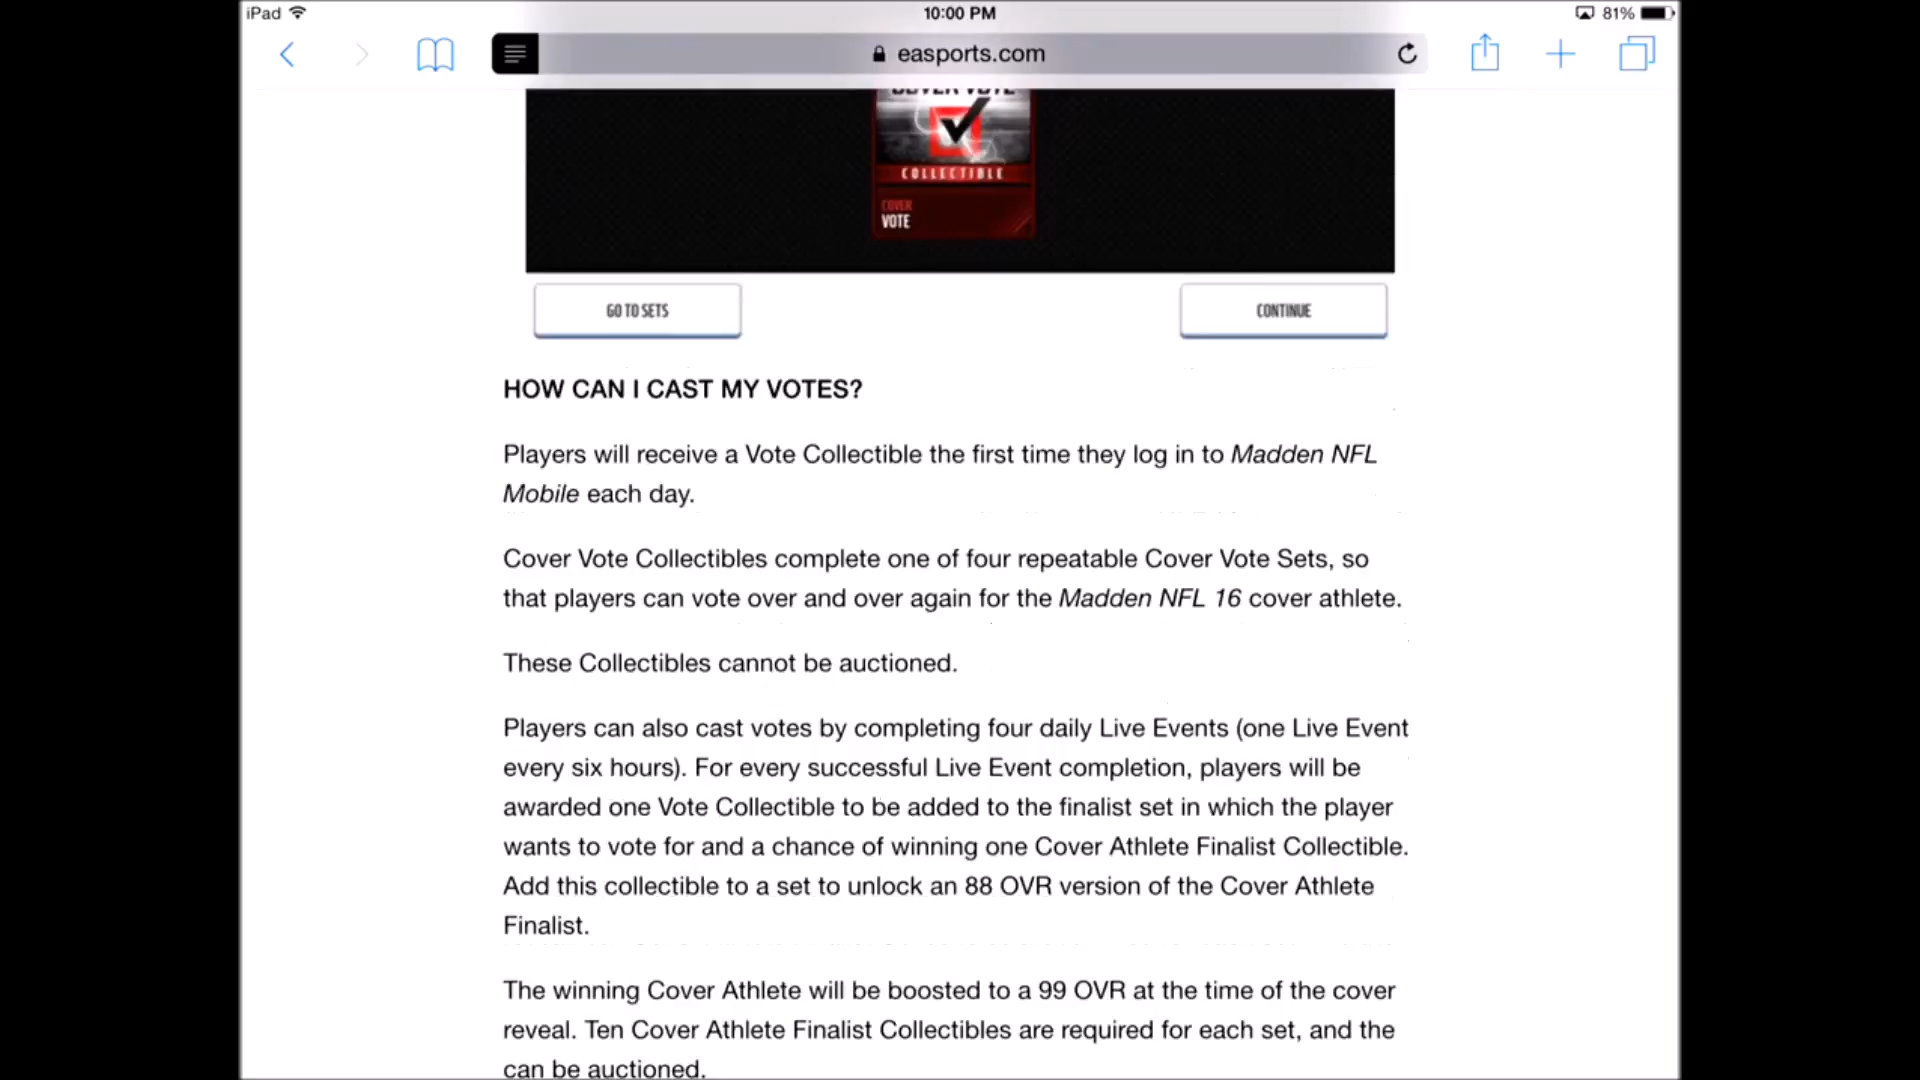 iPad
10:00 PM
81%
easports.com
COVER VOTE
COLLECTIBLE
COVER
VOTE
GO TO SETS
CONTINUE
HOW CAN I CAST MY VOTES?
Players will receive a Vote Collectible the first time they log in to Madden NFL
Mobile each day.
Cover Vote Collectibles complete one of four repeatable Cover Vote Sets, so
that players can vote over and over again for the Madden NFL 16 cover athlete.
These Collectibles cannot be auctioned.
Players can also cast votes by completing four daily Live Events (one Live Event
every six hours). For every successful Live Event completion, players will be
awarded one Vote Collectible to be added to the finalist set in which the player
wants to vote for and a chance of winning one Cover Athlete Finalist Collectible.
Add this collectible to a set to unlock an 88 OVR version of the Cover Athlete
Finalist.
The winning Cover Athlete will be boosted to a 99 OVR at the time of the cover
reveal. Ten Cover Athlete Finalist Collectibles are required for each set, and the
can be auctioned.